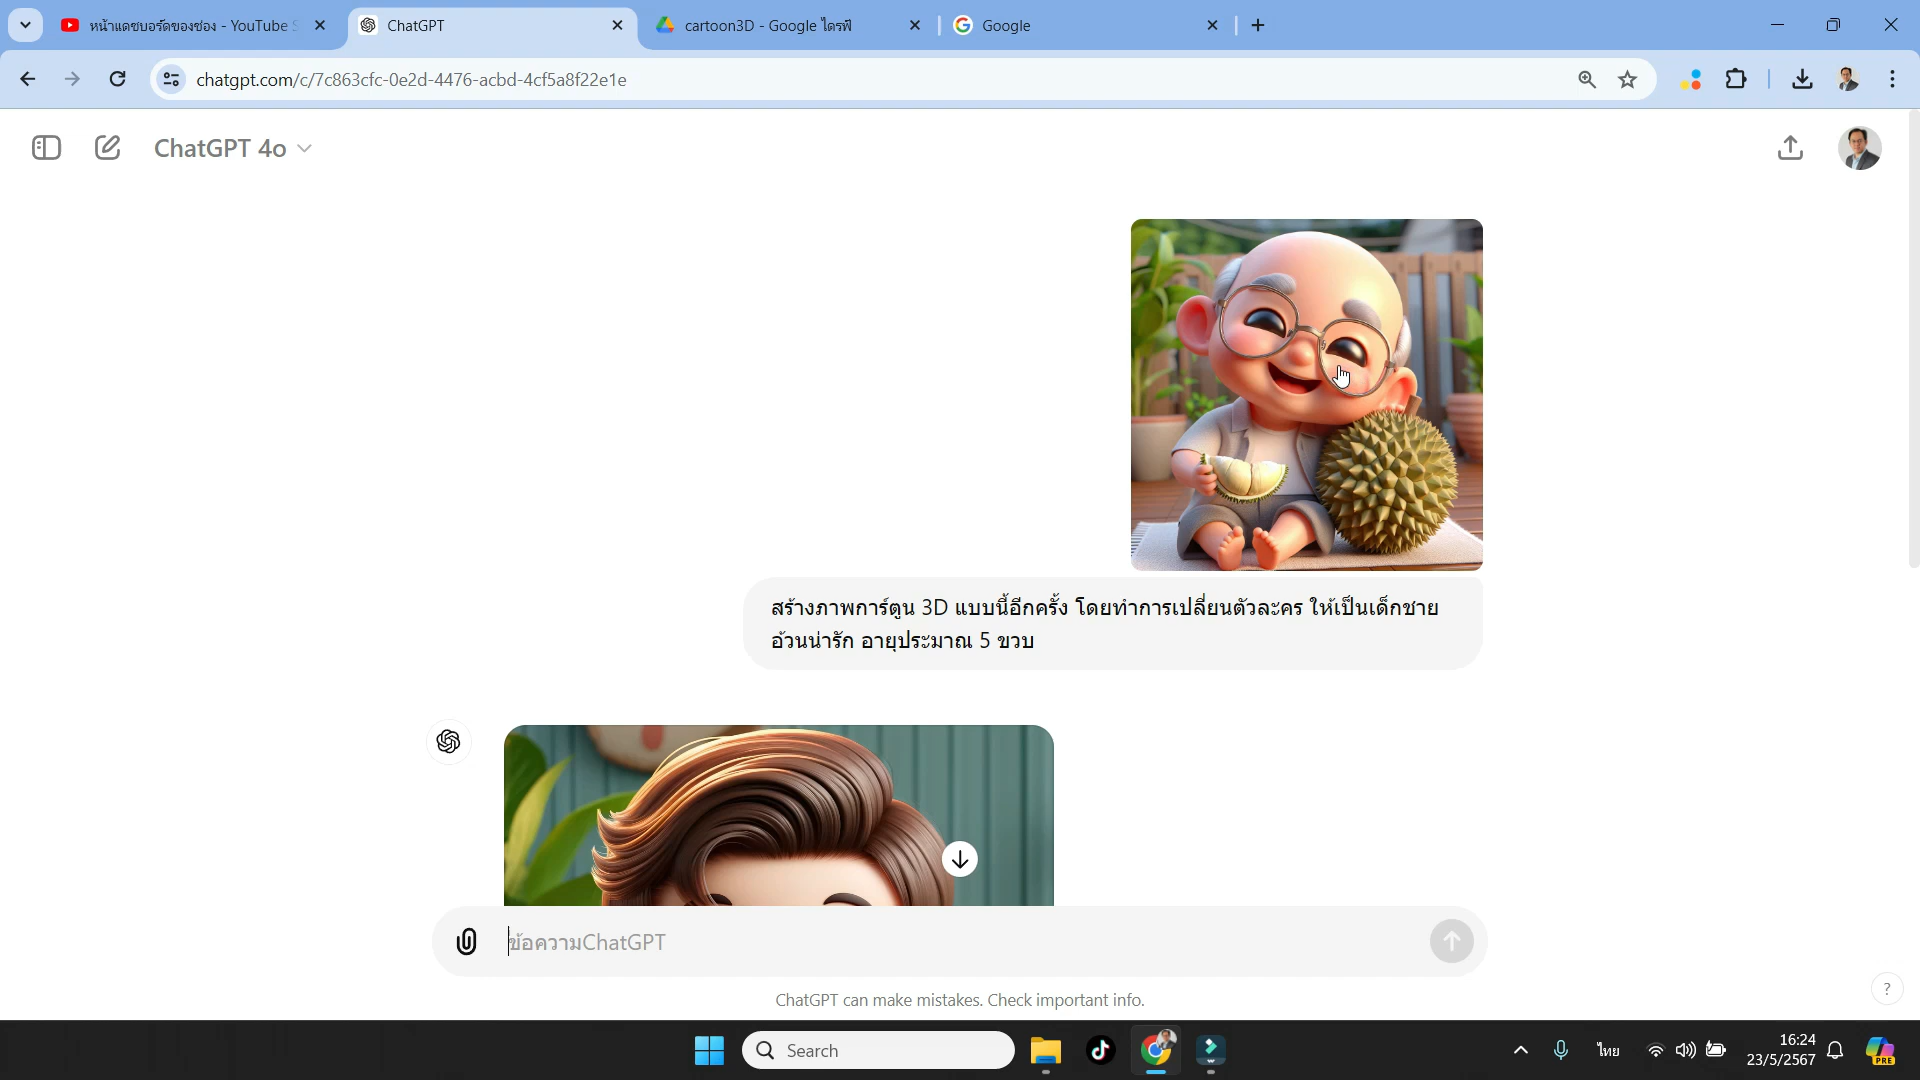 หน้าแดชบอร์ดของช่อง - YouTube S
ChatGPT
cartoon3D - Google ไดรฟ์
Google
chatgpt.com/c/7c863cfc-0e2d-4476-acbd-4cf5a8f22e1e
ChatGPT 4o
สร้างภาพการ์ตูน 3D แบบนี้อีกครั้ง โดยทำการเปลี่ยนตัวละคร ให้เป็นเด็กชาย
อ้วนน่ารัก อายุประมาณ 5 ขวบ
ข้อความChatGPT
ChatGPT can make mistakes. Check important info.
?
Search
ไทย
16:24
23/5/2567
PRE